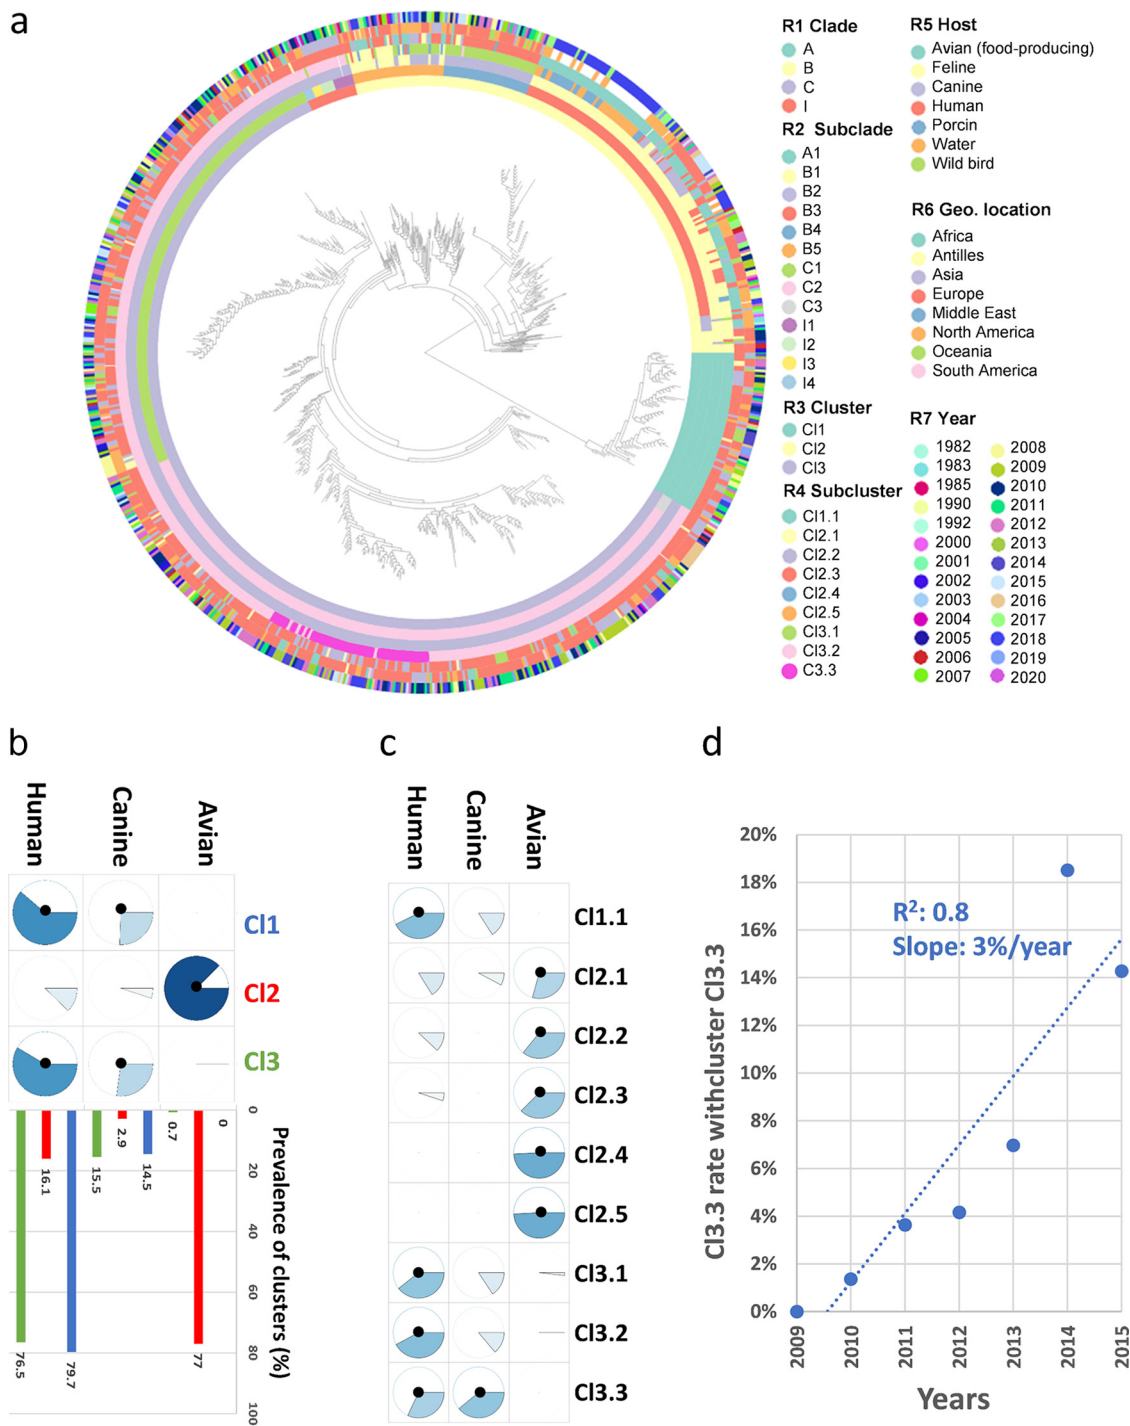 a
R1 Clade
A
B
C
I
R2 Subclade
A1
B1
B2
B3
B4
B5
C1
C2
C3
I1
I2
I3
I4
R3 Cluster
Cl1
Cl2
Cl3
R4 Subcluster
Cl1.1
Cl2.1
Cl2.2
Cl2.3
Cl2.4
Cl2.5
Cl3.1
Cl3.2
C3.3
R5 Host
Avian (food-producing)
Feline
Canine
Human
Porcin
Water
Wild bird
R6 Geo. location
Africa
Antilles
Asia
Europe
Middle East
North America
Oceania
South America
R7 Year
1982
1983
1985
1990
1992
2000
2001
2002
2003
2004
2005
2006
2007
2008
2009
2010
2011
2012
2013
2014
2015
2016
2017
2018
2019
2020
b
Human
Canine
Avian
Cl1
Cl2
Cl3
0
20
40
60
80
100
Prevalence of clusters (%)
76.5
16.1
79.7
15.5
2.9
14.5
0.7
77
0
c
Human
Canine
Avian
Cl1.1
Cl2.1
Cl2.2
Cl2.3
Cl2.4
Cl2.5
Cl3.1
Cl3.2
Cl3.3
d
Cl3.3 rate withcluster Cl3.3
20%
18%
16%
14%
12%
10%
8%
6%
4%
2%
0%
R²: 0.8
Slope: 3%/year
2009
2010
2011
2012
2013
2014
2015
Years